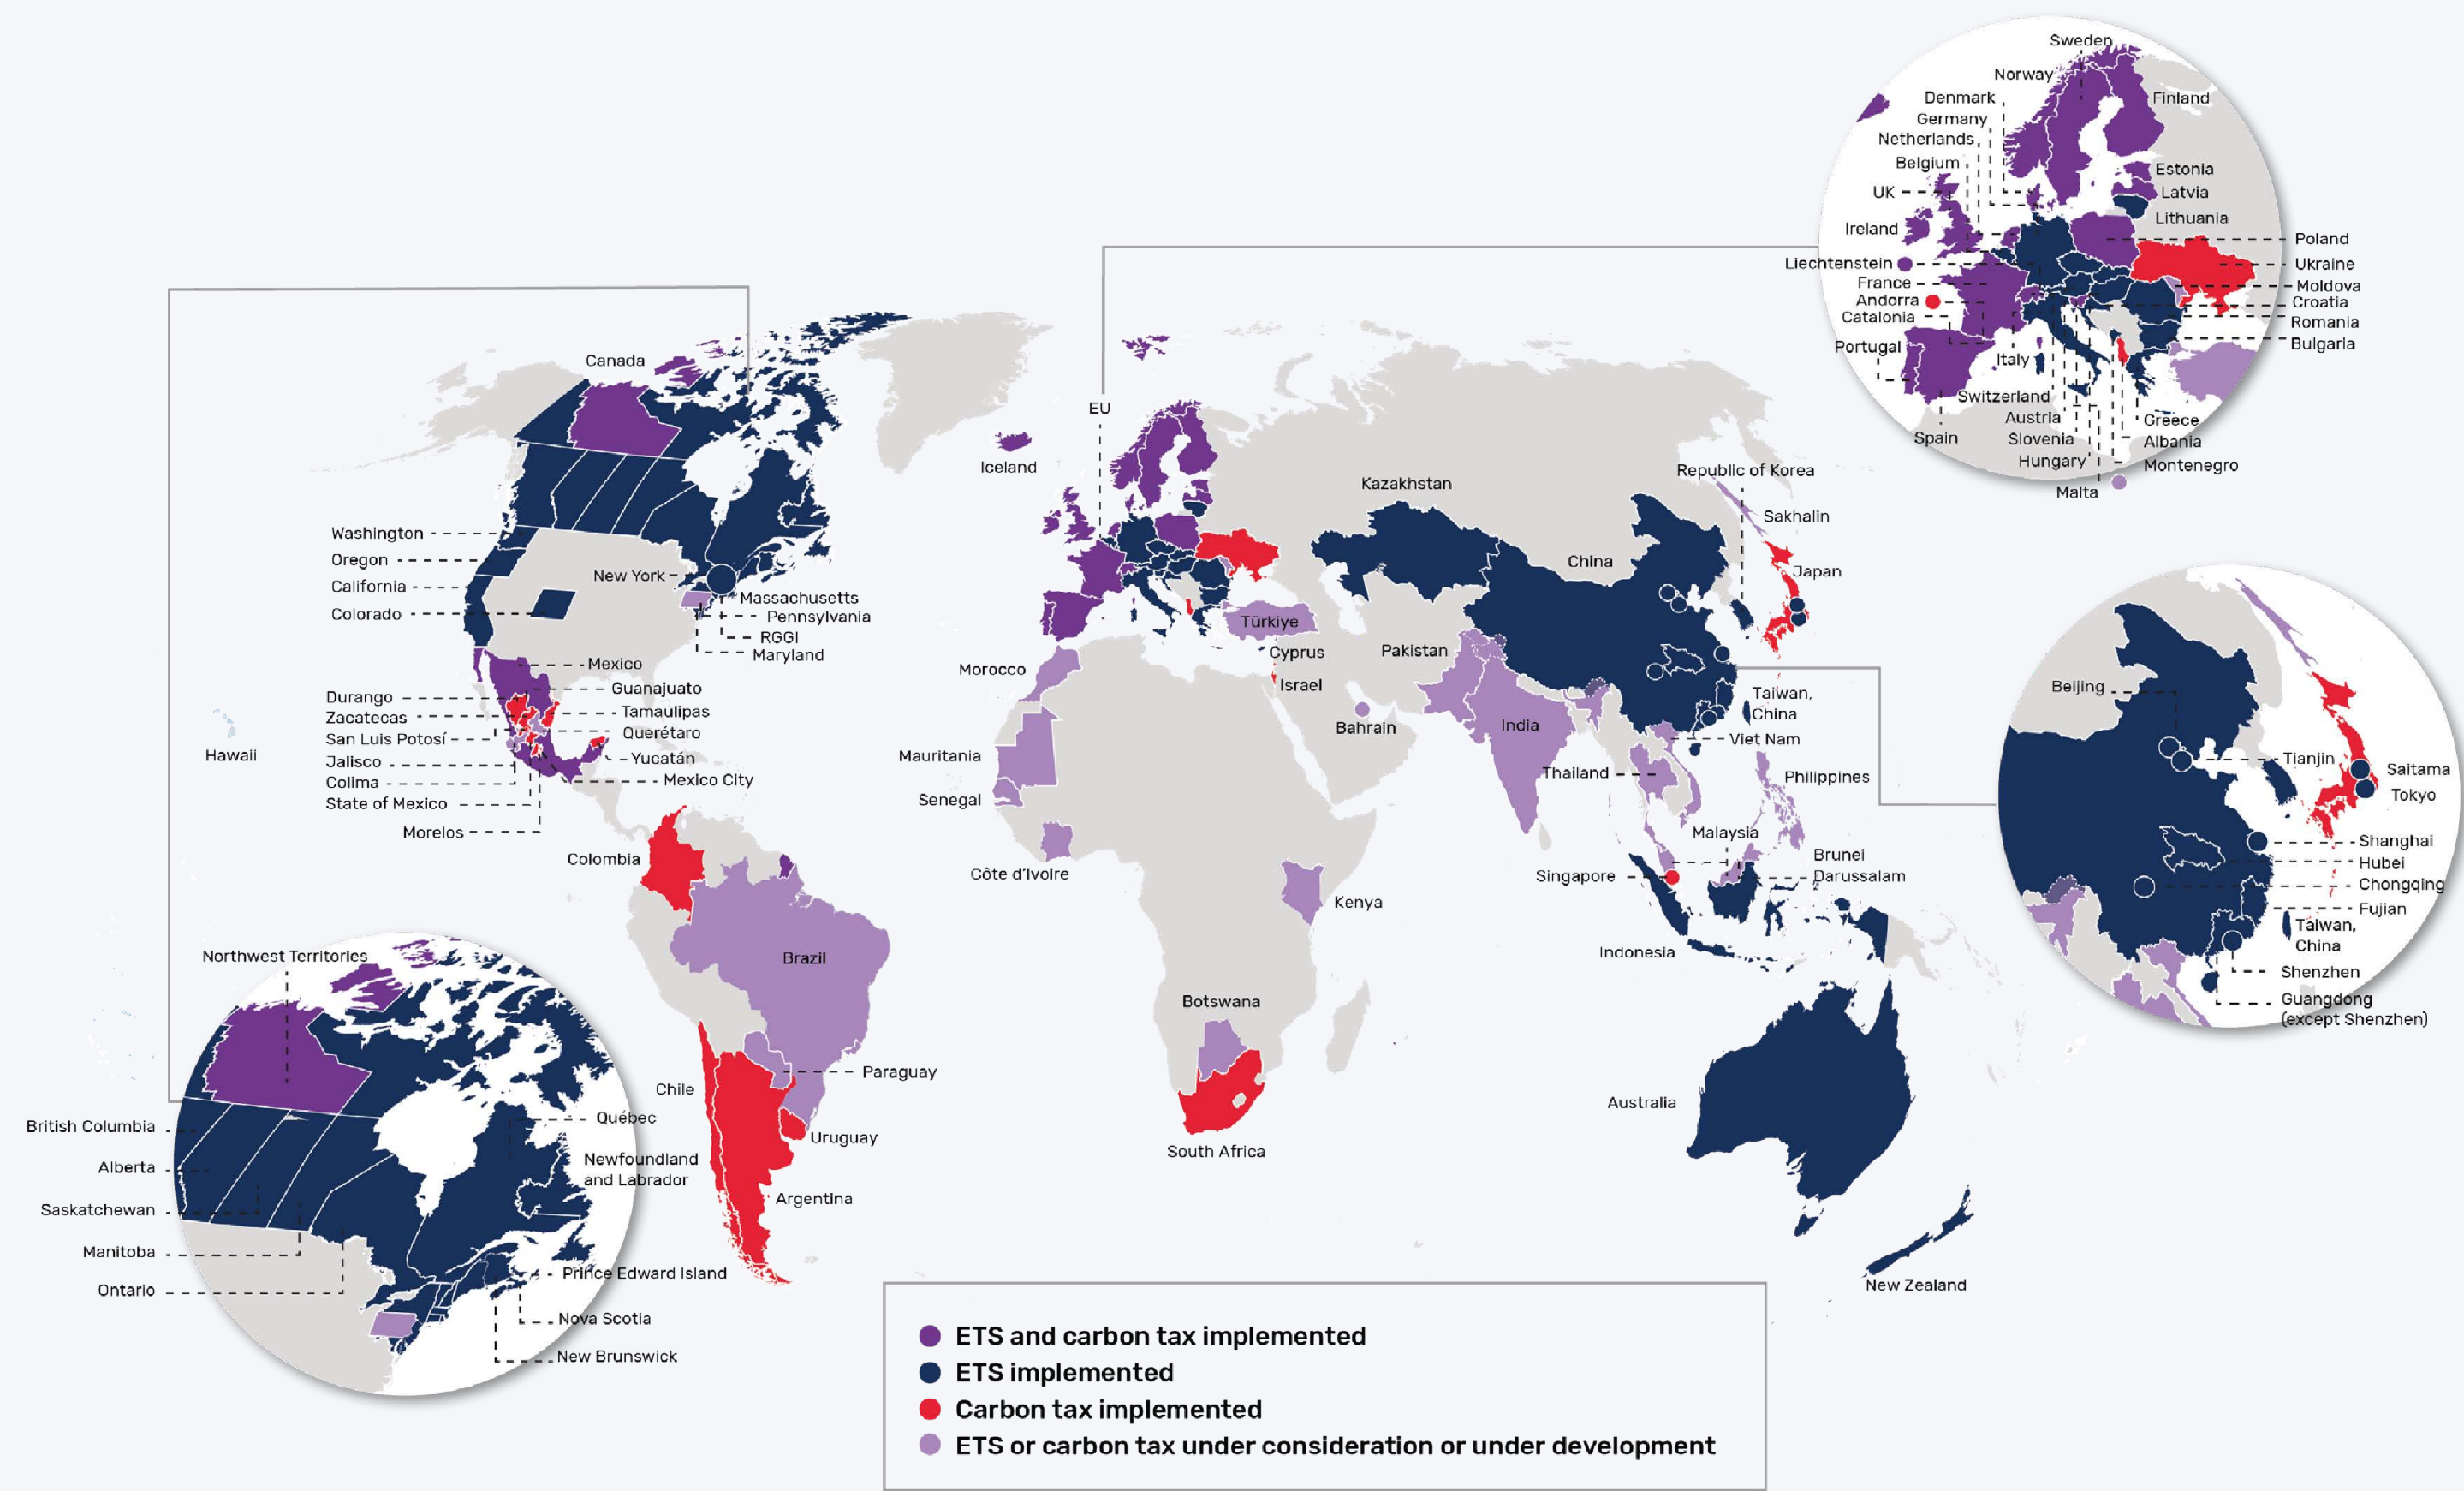 Sweden
Norway
Denmark
Finland
Germany
Netherlands
Belgium
Estonia
UK
Latvia
Lithuania
Ireland
Poland
Liechtenstein
Ukraine
France
Moldova
Andorra
Croatia
Catalonia
Romania
Portugal
Bulgaria
Italy
Switzerland
Austria
Greece
Spain
Slovenia
Albania
Hungary
Montenegro
Malta
Canada
EU
Iceland
Kazakhstan
Republic of Korea
Sakhalin
China
Japan
Washington
Oregon
California
Colorado
New York
Massachusetts
Pennsylvania
RGGI
Maryland
Mexico
Guanajuato
Durango
Tamaulipas
Zacatecas
Querétaro
San Luis Potosí
Yucatán
Jalisco
Mexico City
Colima
State of Mexico
Morelos
Hawaii
Türkiye
Cyprus
Pakistan
Morocco
Israel
Bahrain
India
Taiwan,
China
Viet Nam
Mauritania
Thailand
Philippines
Senegal
Malaysia
Côte d'Ivoire
Singapore
Brunei
Darussalam
Kenya
Indonesia
Colombia
Brazil
Botswana
Paraguay
Chile
Uruguay
South Africa
Argentina
Australia
New Zealand
Beijing
Tianjin
Saitama
Tokyo
Shanghai
Hubei
Chongqing
Fujian
Taiwan,
China
Shenzhen
Guangdong
(except Shenzhen)
Northwest Territories
British Columbia
Québec
Alberta
Newfoundland
and Labrador
Saskatchewan
Manitoba
Ontario
Prince Edward Island
Nova Scotia
New Brunswick
ETS and carbon tax implemented
ETS implemented
Carbon tax implemented
ETS or carbon tax under consideration or under development